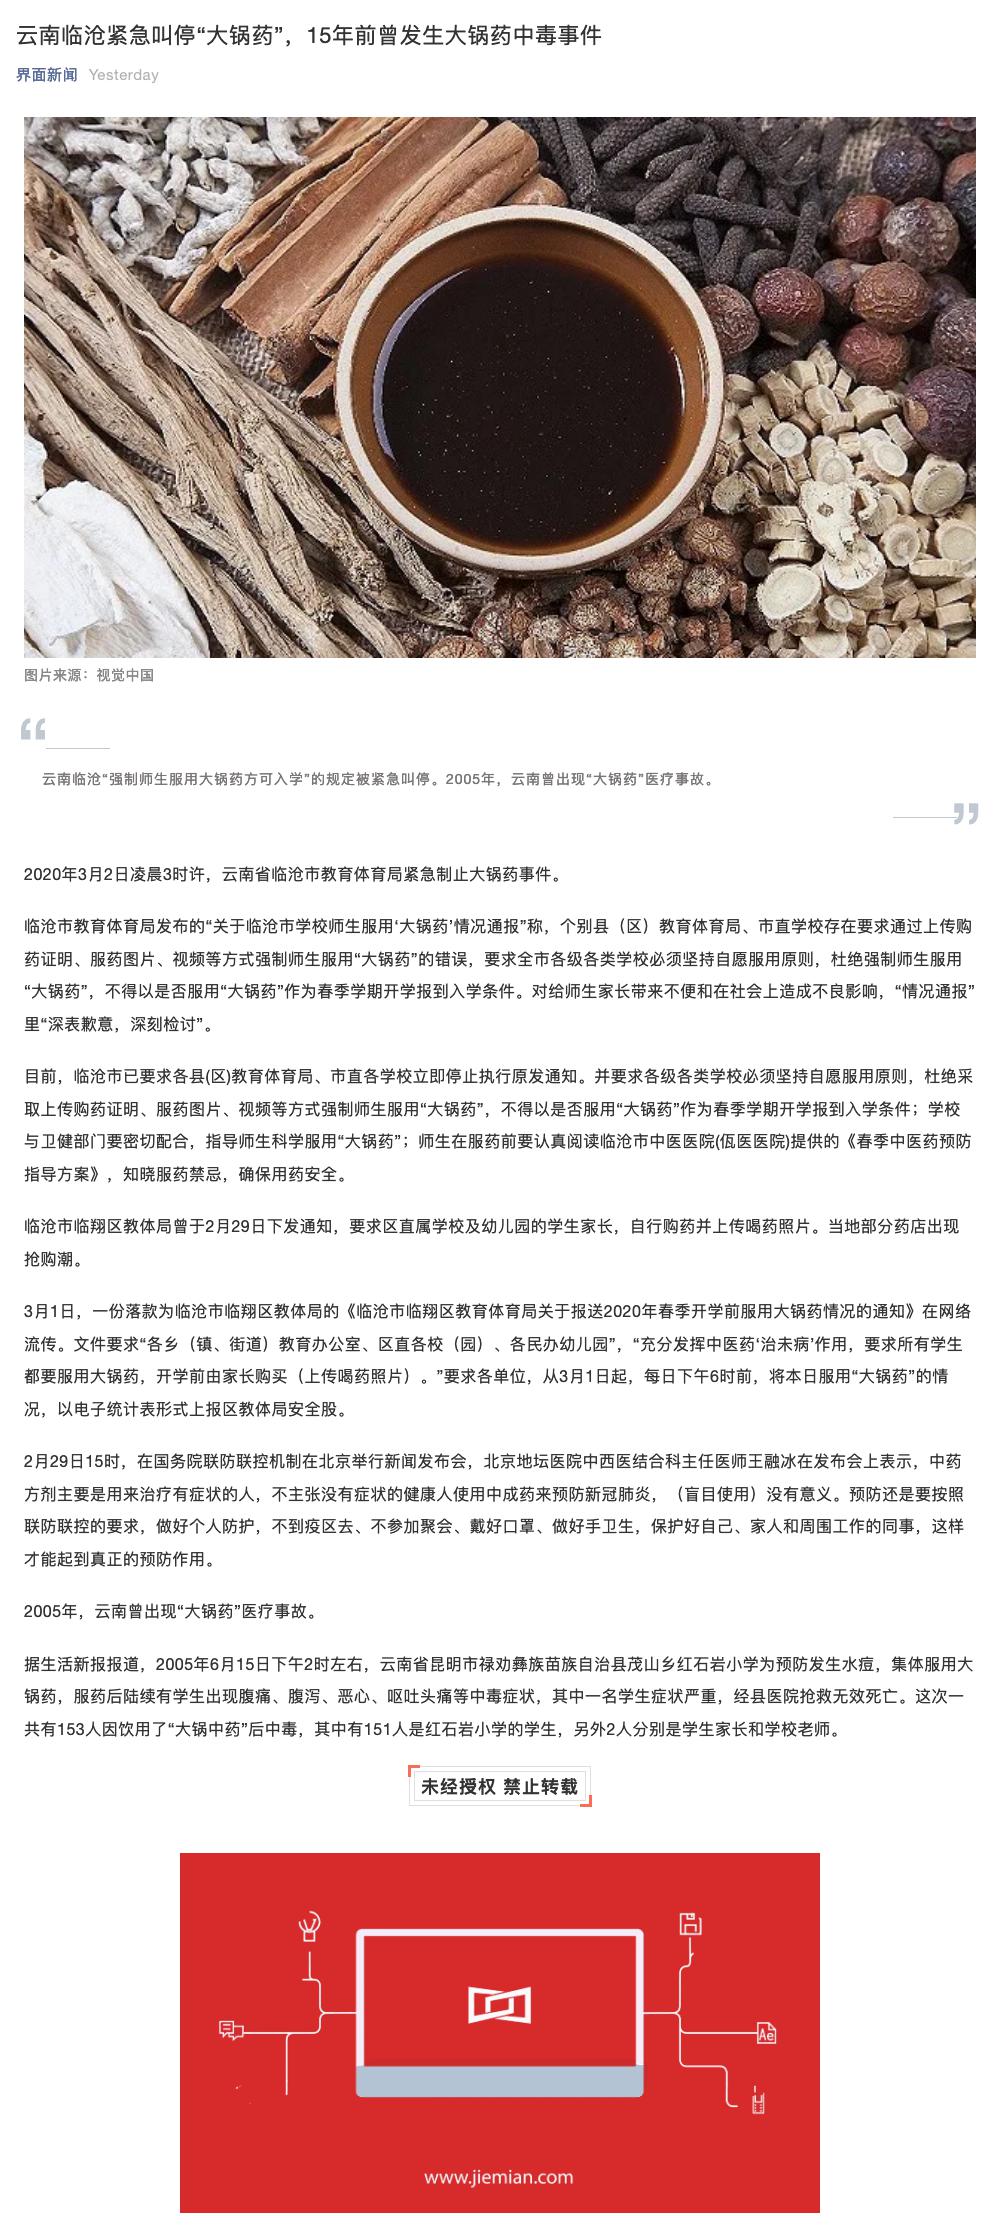 云南临沧紧急叫停“大锅药”，15年前曾发生大锅药中毒事件
界面新闻 Yesterday
图片来源：视觉中国
云南临沧“强制师生服用大锅药方可入学”的规定被紧急叫停。2005年，云南曾出现“大锅药”医疗事故。
2020年3月2日凌晨3时许，云南省临沧市教育体育局紧急制止大锅药事件。
临沧市教育体育局发布的“关于临沧市学校师生服用‘大锅药’情况通报”称，个别县（区）教育体育局、市直学校存在要求通过上传购
药证明、服药图片、视频等方式强制师生服用“大锅药”的错误，要求全市各级各类学校必须坚持自愿服用原则，杜绝强制师生服用
“大锅药”，不得以是否服用“大锅药”作为春季学期开学报到入学条件。对给师生家长带来不便和在社会上造成不良影响，“情况通报”
里“深表歉意，深刻检讨”。
目前，临沧市已要求各县(区)教育体育局、市直各学校立即停止执行原发通知。并要求各级各类学校必须坚持自愿服用原则，杜绝采
取上传购药证明、服药图片、视频等方式强制师生服用“大锅药”，不得以是否服用“大锅药”作为春季学期开学报到入学条件；学校
与卫健部门要密切配合，指导师生科学服用“大锅药”；师生在服药前要认真阅读临沧市中医医院(佤医医院)提供的《春季中医药预防
指导方案》，知晓服药禁忌，确保用药安全。
临沧市临翔区教体局曾于2月29日下发通知，要求区直属学校及幼儿园的学生家长，自行购药并上传喝药照片。当地部分药店出现
抢购潮。
3月1日，一份落款为临沧市临翔区教体局的《临沧市临翔区教育体育局关于报送2020年春季开学前服用大锅药情况的通知》在网络
流传。文件要求“各乡（镇、街道）教育办公室、区直各校（园）、各民办幼儿园”，“充分发挥中医药‘治未病’作用，要求所有学生
都要服用大锅药，开学前由家长购买（上传喝药照片）。”要求各单位，从3月1日起，每日下午6时前，将本日服用“大锅药”的情
况，以电子统计表形式上报区教体局安全股。
2月29日15时，在国务院联防联控机制在北京举行新闻发布会，北京地坛医院中西医结合科主任医师王融冰在发布会上表示，中药
方剂主要是用来治疗有症状的人，不主张没有症状的健康人使用中成药来预防新冠肺炎，（盲目使用）没有意义。预防还是要按照
联防联控的要求，做好个人防护，不到疫区去、不参加聚会、戴好口罩、做好手卫生，保护好自己、家人和周围工作的同事，这样
才能起到真正的预防作用。
2005年，云南曾出现“大锅药”医疗事故。
据生活新报报道，2005年6月15日下午2时左右，云南省昆明市禄劝彝族苗族自治县茂山乡红石岩小学为预防发生水痘，集体服用大
锅药，服药后陆续有学生出现腹痛、腹泻、恶心、呕吐头痛等中毒症状，其中一名学生症状严重，经县医院抢救无效死亡。这次一
共有153人因饮用了“大锅中药”后中毒，其中有151人是红石岩小学的学生，另外2人分别是学生家长和学校老师。
未经授权 禁止转载
Ae
www.jiemian.com